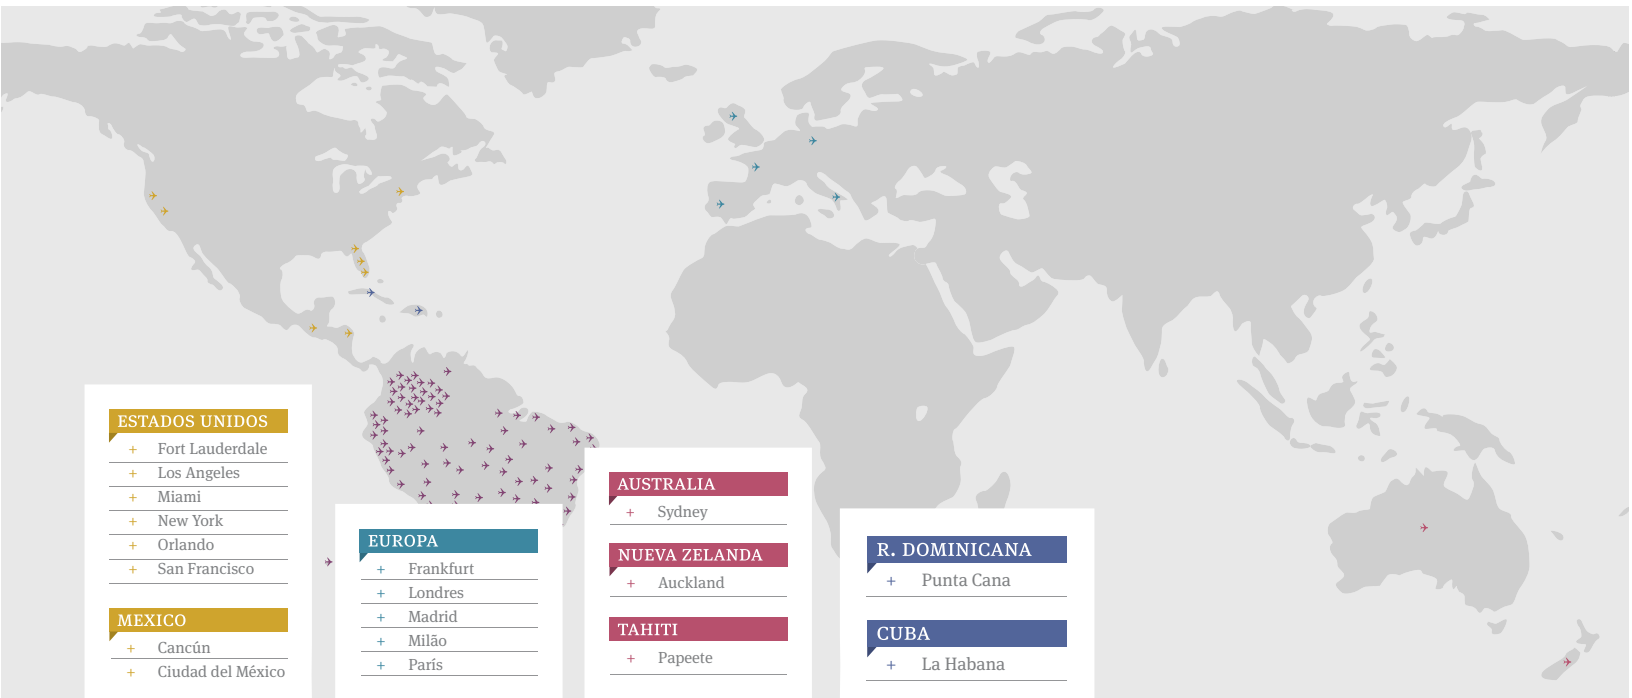 ESTADOS UNIDOS
+ Fort Lauderdale
+ Los Angeles
+ Miami
+ New York
+ Orlando
+ San Francisco
MEXICO
+ Cancún
+ Ciudad del México
EUROPA
+ Frankfurt
+ Londres
+ Madrid
+ Milão
+ París
AUSTRALIA
+ Sydney
NUEVA ZELANDA
+ Auckland
TAHITI
+ Papeete
R. DOMINICANA
+ Punta Cana
CUBA
+ La Habana